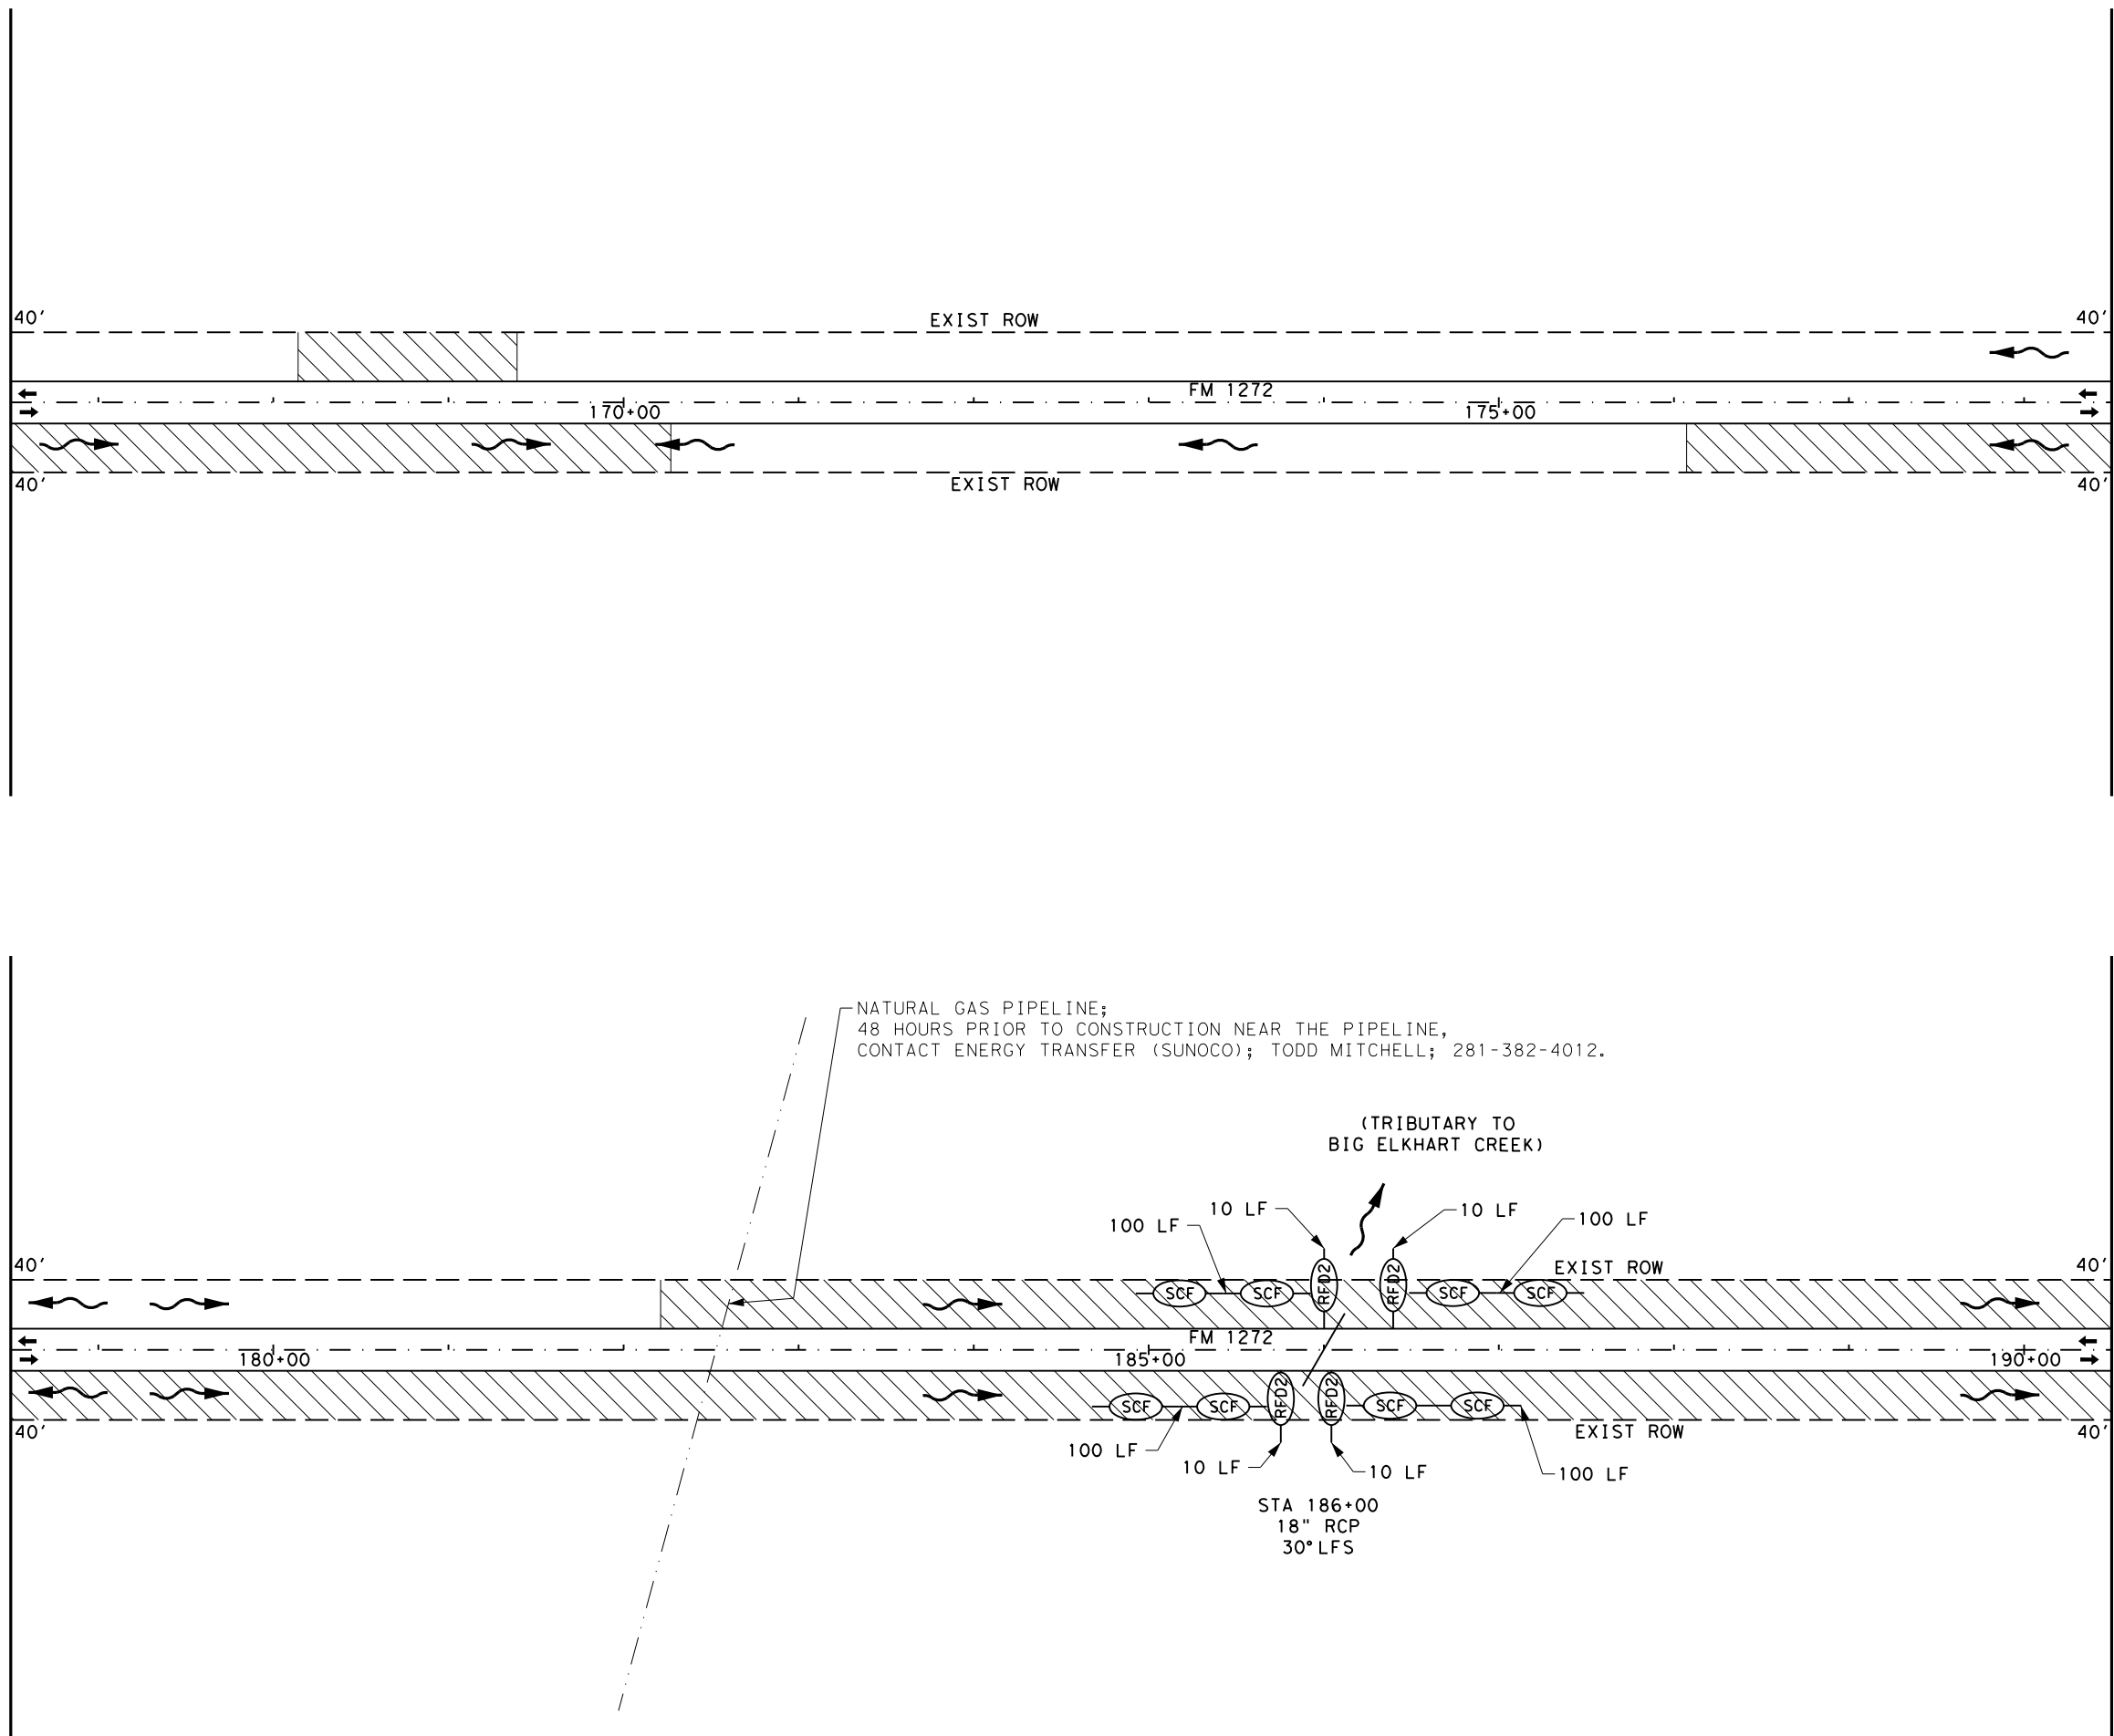 40'
EXIST ROW
40'
FM 1272
170+00
175+00
40'
EXIST ROW
40'
NATURAL GAS PIPELINE;
48 HOURS PRIOR TO CONSTRUCTION NEAR THE PIPELINE,
CONTACT ENERGY TRANSFER (SUNOCO); TODD MITCHELL; 281-382-4012.
(TRIBUTARY TO
BIG ELKHART CREEK)
10 LF
10 LF
100 LF
100 LF
40'
EXIST ROW
40'
SCF
SCF
RFD2
RFD2
SCF
SCF
FM 1272
180+00
185+00
190+00
SCF
SCF
RFD2
RFD2
SCF
SCF
40'
EXIST ROW
40'
100 LF
10 LF
10 LF
100 LF
STA 186+00
18" RCP
30° LFS